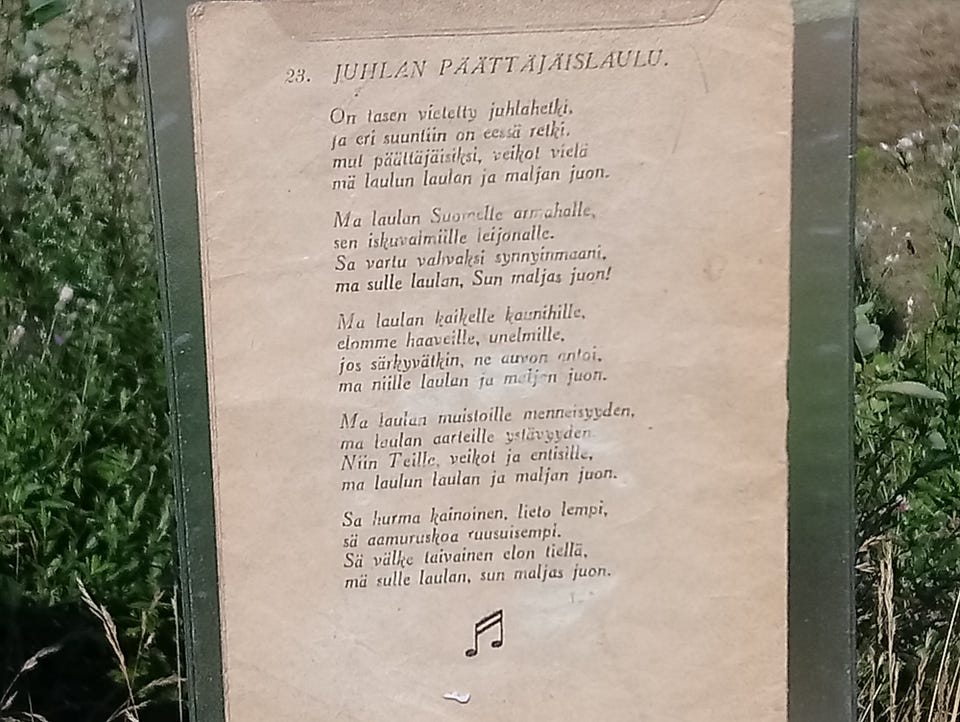 23. JUHLAN PÄÄTTÄJÄISLAULU.
On tasen vietetty juhlahetki,
ja eri suuntiin on eessä retki.
mut päättäjäisiksi, veikot vielä
mä laulun laulan ja maljan juon.
Ma laulan Suomelle armahalle,
sen iskuvalmiille leijonalle.
Sa vartu vahvaksi synnyinmaani,
ma sulle laulan, Sun maljas juon!
Ma laulan kaikelle kaunihille,
elomme haaveille, unelmille,
jos särkyvätkin, ne auvon antoi,
ma niille laulan ja maljan juon.
Ma laulan muistoille menneisyyden,
ma laulan aarteille ystävyyden.
Niin Teille, veikot ja entisille,
ma laulun laulan ja maljan juon.
Sa hurma kainoinen, lieto lempi,
sä aamuruskoa ruusuisempi.
Sä välke taivainen elon tiellä,
mä sulle laulan, sun maljas juon.